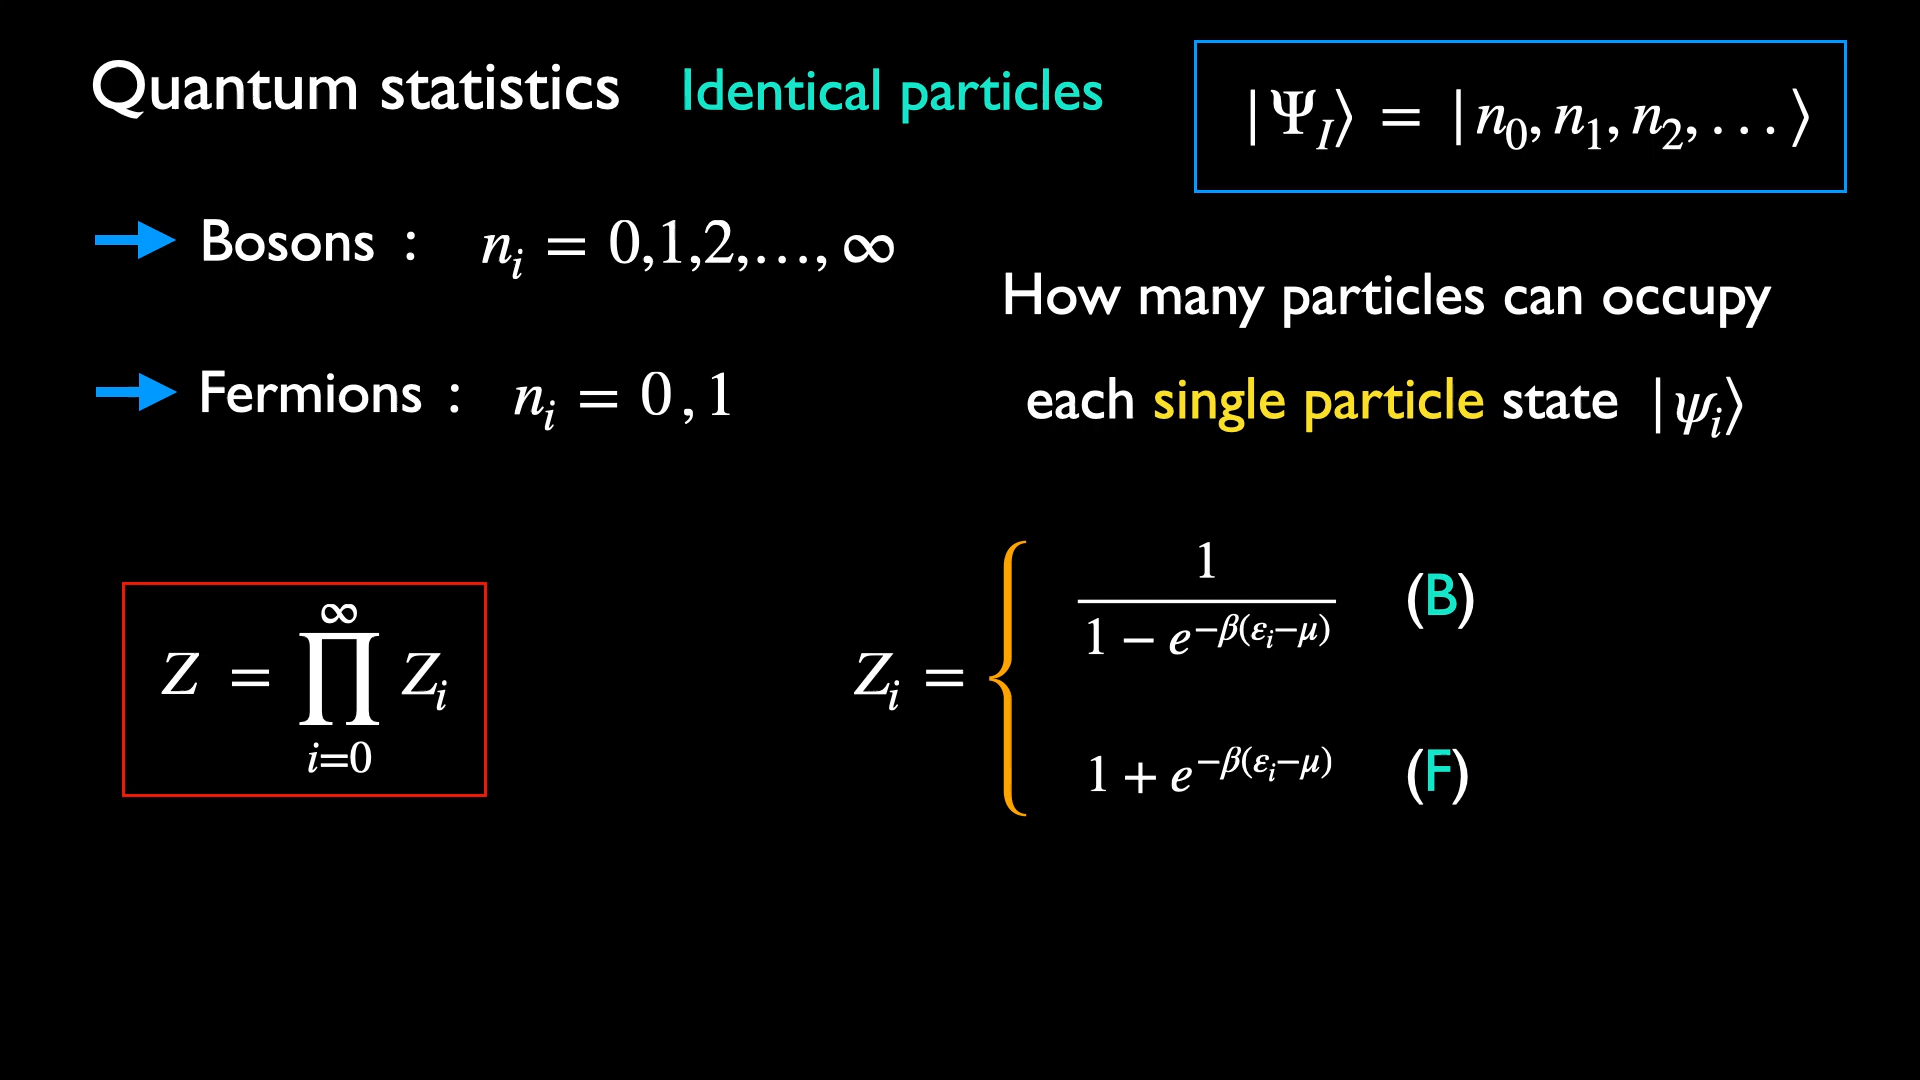 Quantum statistics Identical particles
|Ψ_I⟩ = |n_0, n_1, n_2, . . . ⟩
Bosons : n_i = 0,1,2,…, ∞
How many particles can occupy
Fermions : n_i = 0 , 1
each single particle state |ψ_i⟩
Z = ∏_{i=0}^{∞} Z_i
Z_i = { \frac{1}{1 − e^{−β(ε_i−μ)}} (B)
1 + e^{−β(ε_i−μ)} (F)